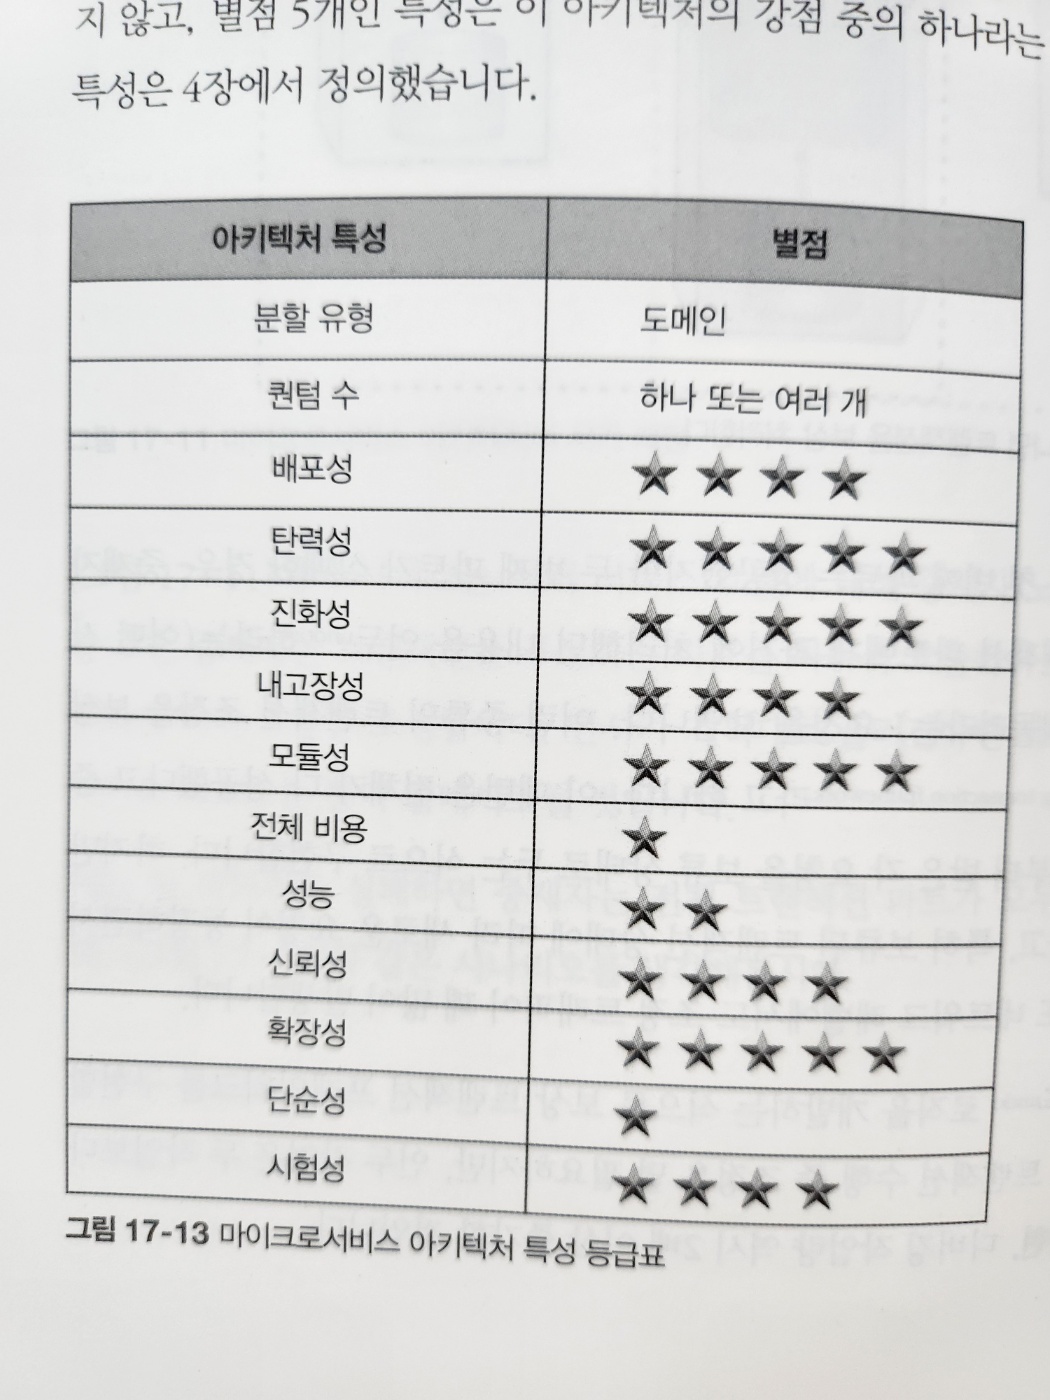 지 않고, 별점 5개인 특성은 이 아키텍처의 강점 중의 하나라는
특성은 4장에서 정의했습니다.
아키텍처 특성 별점
분할 유형 도메인
퀀텀 수 하나 또는 여러 개
배포성 ★★★★
탄력성 ★★★★★
진화성 ★★★★★
내고장성 ★★★★
모듈성 ★★★★★
전체 비용 ★
성능 ★★
신뢰성 ★★★★
확장성 ★★★★★
단순성 ★
시험성 ★★★★
그림 17-13 마이크로서비스 아키텍처 특성 등급표